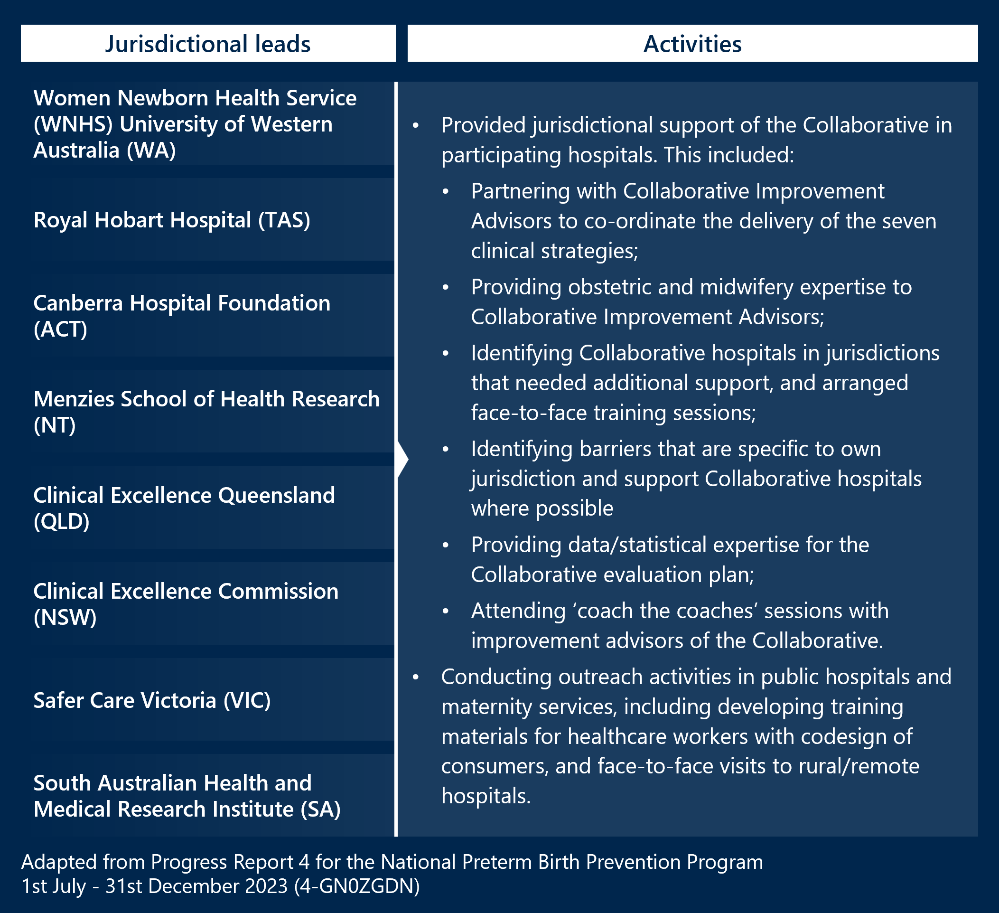 Jurisdictional leads
Activities
Women Newborn Health Service
(WNHS) University of Western
Australia (WA)
Royal Hobart Hospital (TAS)
Canberra Hospital Foundation
(ACT)
Menzies School of Health Research
(NT)
Clinical Excellence Queensland
(QLD)
Clinical Excellence Commission
(NSW)
Safer Care Victoria (VIC)
South Australian Health and
Medical Research Institute (SA)
• Provided jurisdictional support of the Collaborative in
participating hospitals. This included:
• Partnering with Collaborative Improvement
Advisors to co-ordinate the delivery of the seven
clinical strategies;
• Providing obstetric and midwifery expertise to
Collaborative Improvement Advisors;
• Identifying Collaborative hospitals in jurisdictions
that needed additional support, and arranged
face-to-face training sessions;
• Identifying barriers that are specific to own
jurisdiction and support Collaborative hospitals
where possible
• Providing data/statistical expertise for the
Collaborative evaluation plan;
• Attending ‘coach the coaches’ sessions with
improvement advisors of the Collaborative.
• Conducting outreach activities in public hospitals and
maternity services, including developing training
materials for healthcare workers with codesign of
consumers, and face-to-face visits to rural/remote
hospitals.
Adapted from Progress Report 4 for the National Preterm Birth Prevention Program
1st July - 31st December 2023 (4-GN0ZGDN)